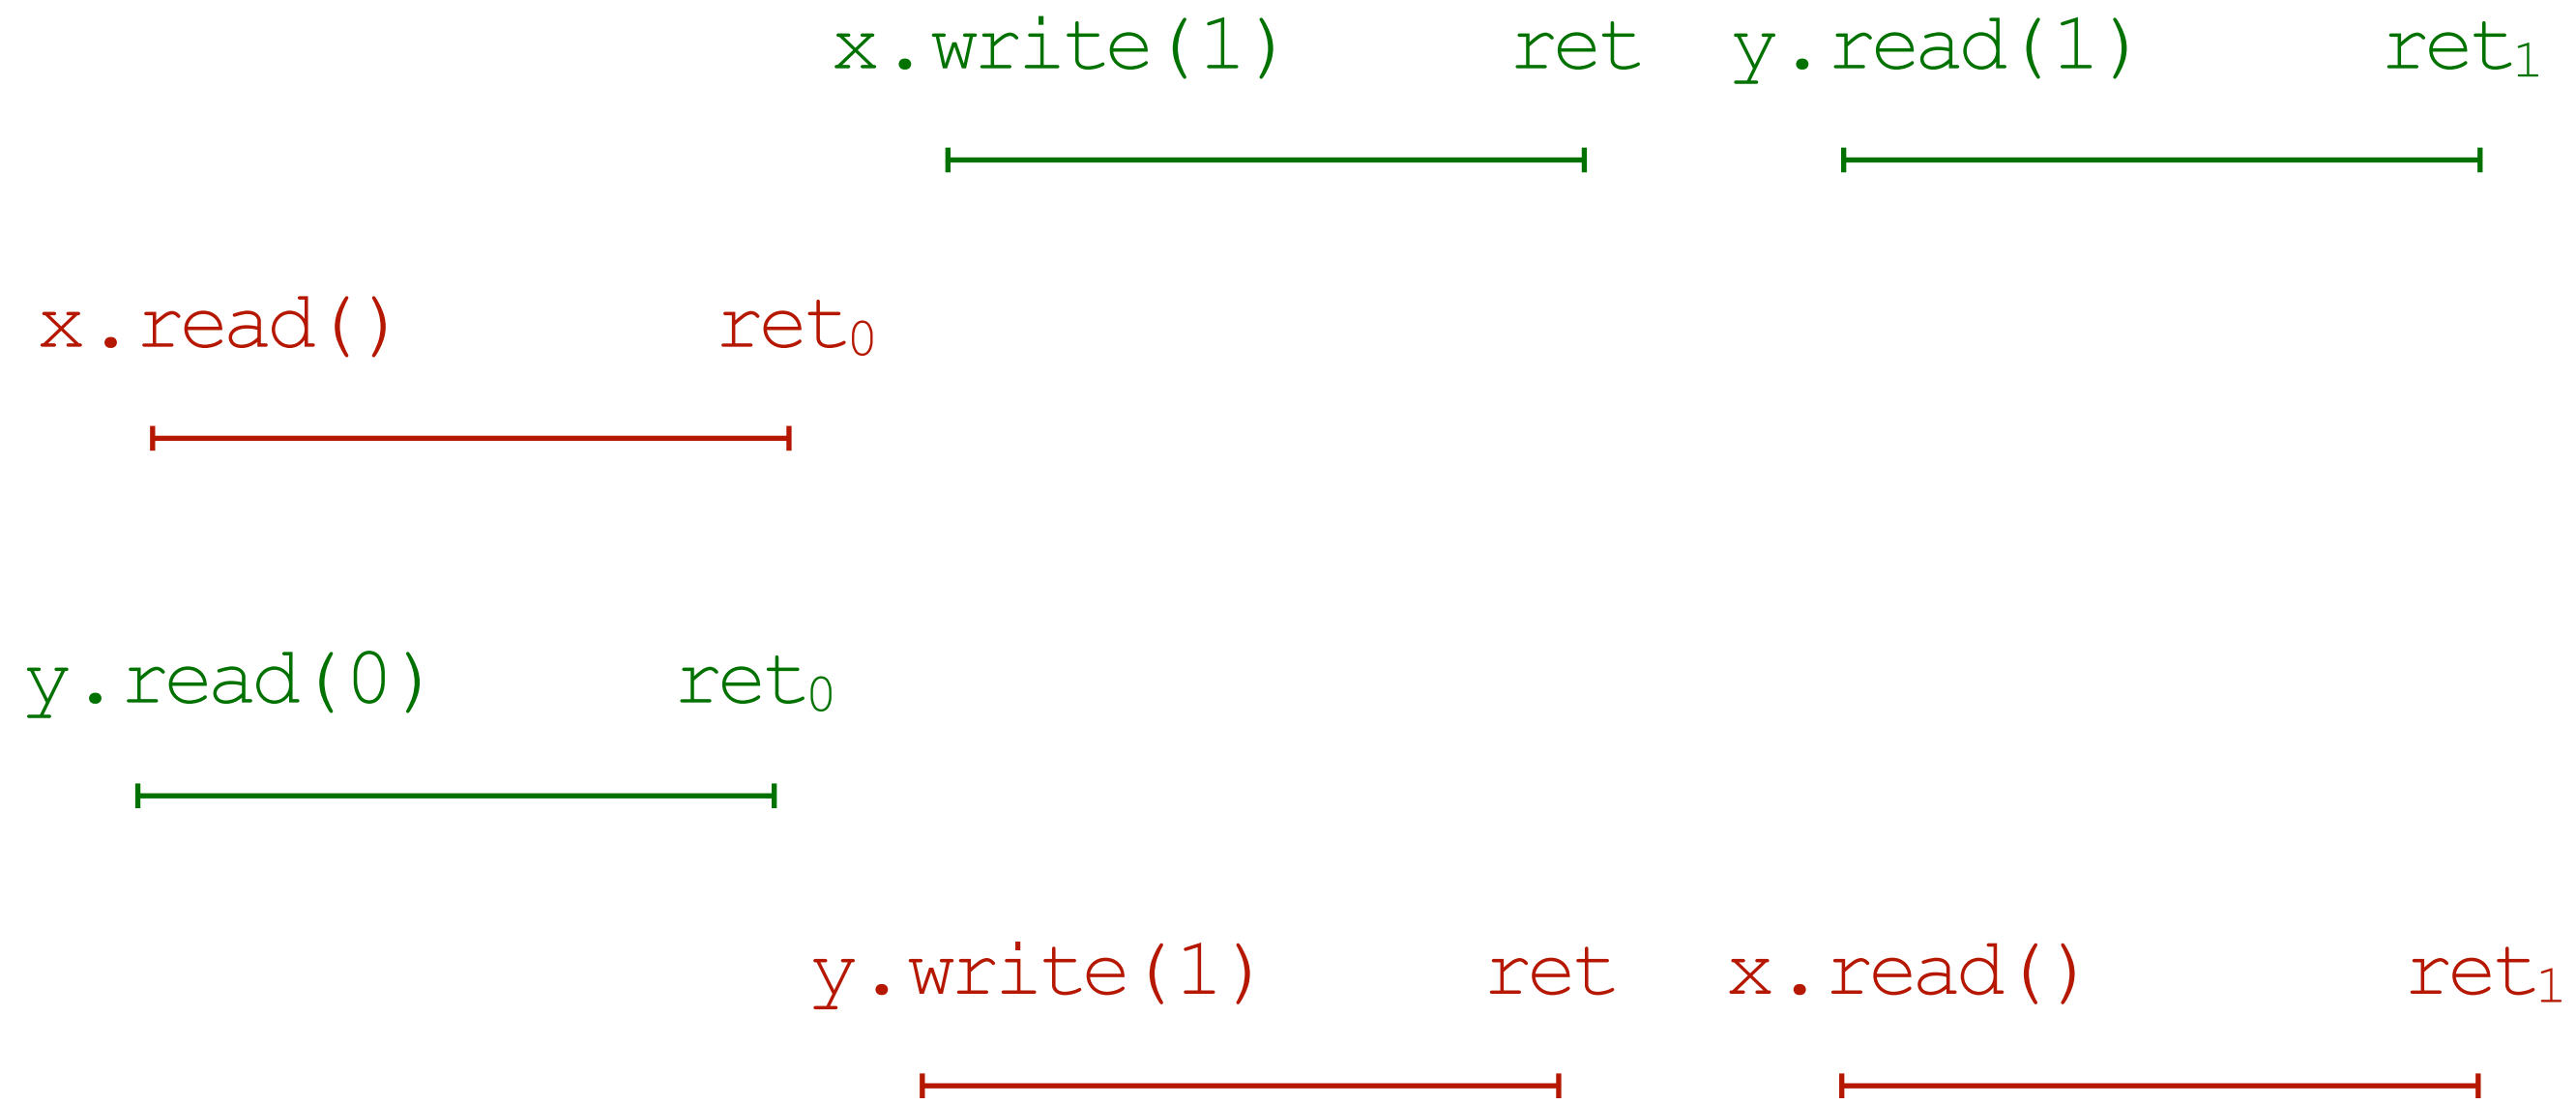 x.write(1) ret y.read(1) ret₁
x.read() ret₀
y.read(0) ret₀
y.write(1) ret x.read() ret₁